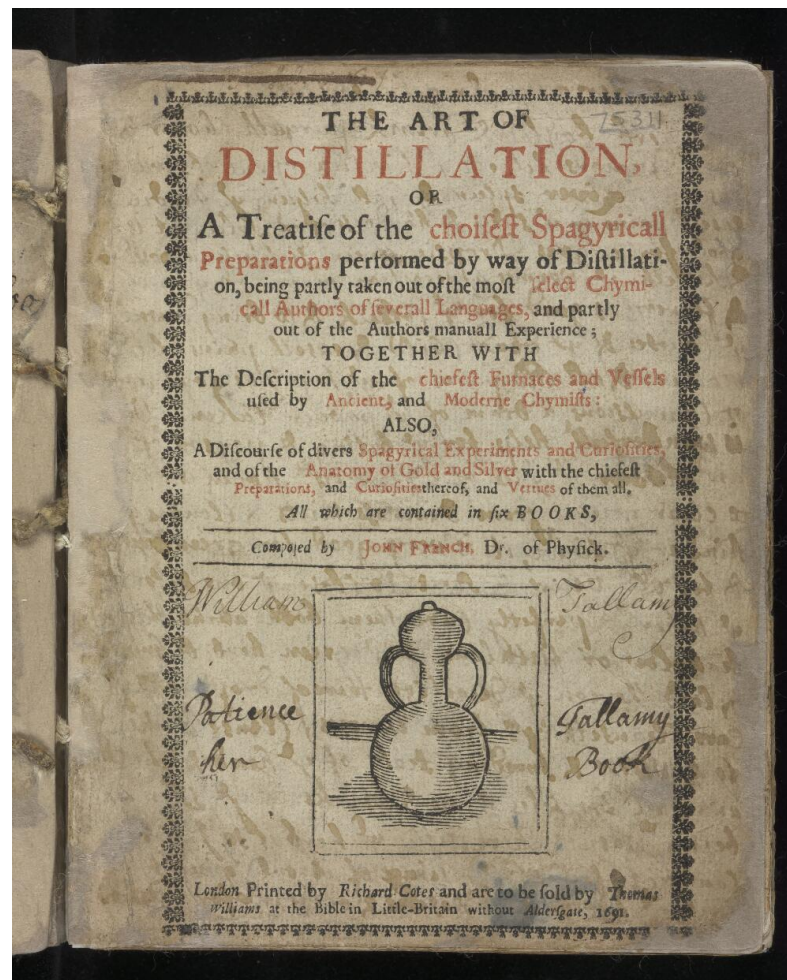 75311
THE ART OF
DISTILLATION,
OR
A Treatiſe of the choiſeſt Spagyricall
Preparations performed by way of Diſtillati-
on, being partly taken out of the moſt ſelect Chymi-
call Authors of ſeverall Languages, and partly
out of the Authors manuall Experience;
TOGETHER WITH
The Deſcription of the chiefeſt Furnaces and Veſſels
uſed by Ancient, and Moderne Chymiſts:
ALSO,
A Diſcourſe of divers Spagyrical Experiments and Curioſities,
and of the Anatomy of Gold and Silver with the chiefeſt
Preparations, and Curioſities thereof, and Vertues of them all.
All which are contained in ſix BOOKS,
Compoſed by JOHN FRENCH, Dr. of Phyſick.
William Tallamy
Patience Tallamy
her Book
London Printed by Richard Cotes and are to be ſold by Thomas
Williams at the Bible in Little-Britain without Alderſgate, 1691.